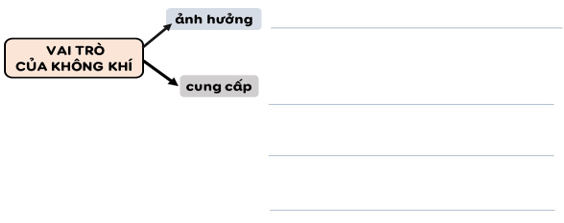 ảnh hưởng
VAI TRÒ
CỦA KHÔNG KHÍ
cung cấp